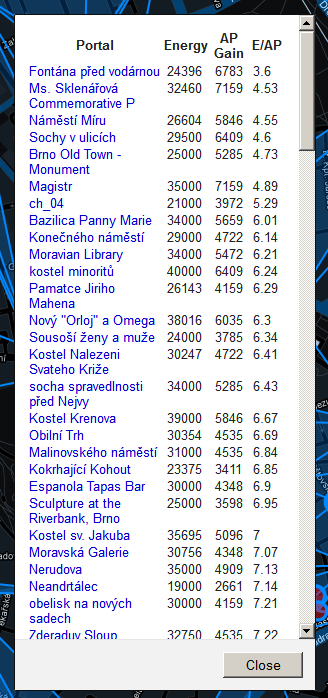 Portal Energy AP Gain E/AP
Fontána před vodárnou 24396 6783 3.6
Ms. Sklenářová 32460 7159 4.53
Commemorative P
Náměstí Míru 26604 5846 4.55
Sochy v ulicích 29500 6409 4.6
Brno Old Town - 25000 5285 4.73
Monument
Magistr 35000 7159 4.89
ch_04 21000 3972 5.29
Bazilica Panny Marie 34000 5659 6.01
Konečného náměstí 29000 4722 6.14
Moravian Library 34000 5472 6.21
kostel minoritů 40000 6409 6.24
Pamatce Jiriho 26143 4159 6.29
Mahena
Nový "Orloj" a Omega 38016 6035 6.3
Sousoší ženy a muže 24000 3785 6.34
Kostel Nalezeni 30247 4722 6.41
Svateho Križe
socha spravedlnosti 34000 5285 6.43
před Nejvy
Kostel Krenova 39000 5846 6.67
Obilní Trh 30354 4535 6.69
Malinovského náměstí 31000 4535 6.84
Kokrhající Kohout 23375 3411 6.85
Espanola Tapas Bar 30000 4348 6.9
Sculpture at the 25000 3598 6.95
Riverbank, Brno
Kostel sv. Jakuba 35695 5096 7
Moravská Galerie 30756 4348 7.07
Nerudova 35000 4909 7.13
Neandrtálec 19000 2661 7.14
obelisk na nových 30000 4159 7.21
sadech
Zderaduv Sloup 32750 4535 7.22
Close